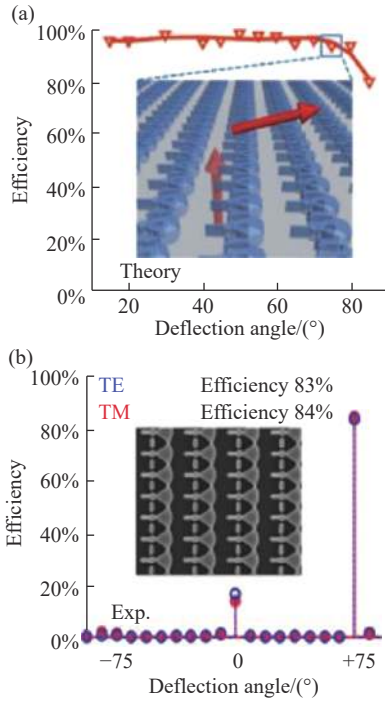 (a)
100%
80%
60%
40%
20%
0%
Efficiency
Theory
20
40
60
80
Deflection angle/(°)
(b)
100%
80%
60%
40%
20%
0%
Efficiency
TE Efficiency 83%
TM Efficiency 84%
Exp.
−75
0
+75
Deflection angle/(°)